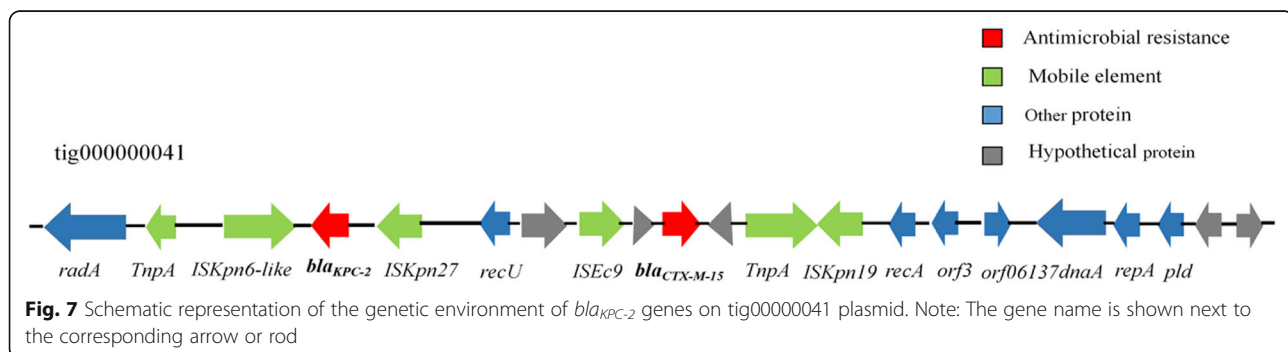 Antimicrobial resistance
Mobile element
Other protein
Hypothetical protein
tig000000041
radA TnpA ISKpn6-like blaKPC-2 ISKpn27 recU ISEc9 blaCTX-M-15 TnpA ISKpn19 recA orf3 orf06137dnaA repA pld
Fig. 7 Schematic representation of the genetic environment of blaKPC-2 genes on tig00000041 plasmid. Note: The gene name is shown next to
the corresponding arrow or rod